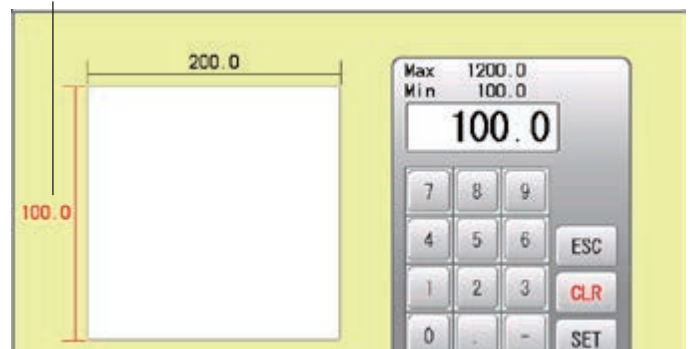 200.0
100.0
Max 1200.0
Min 100.0
100.0
7 8 9
4 5 6 ESC
1 2 3 CLR
0 . - SET